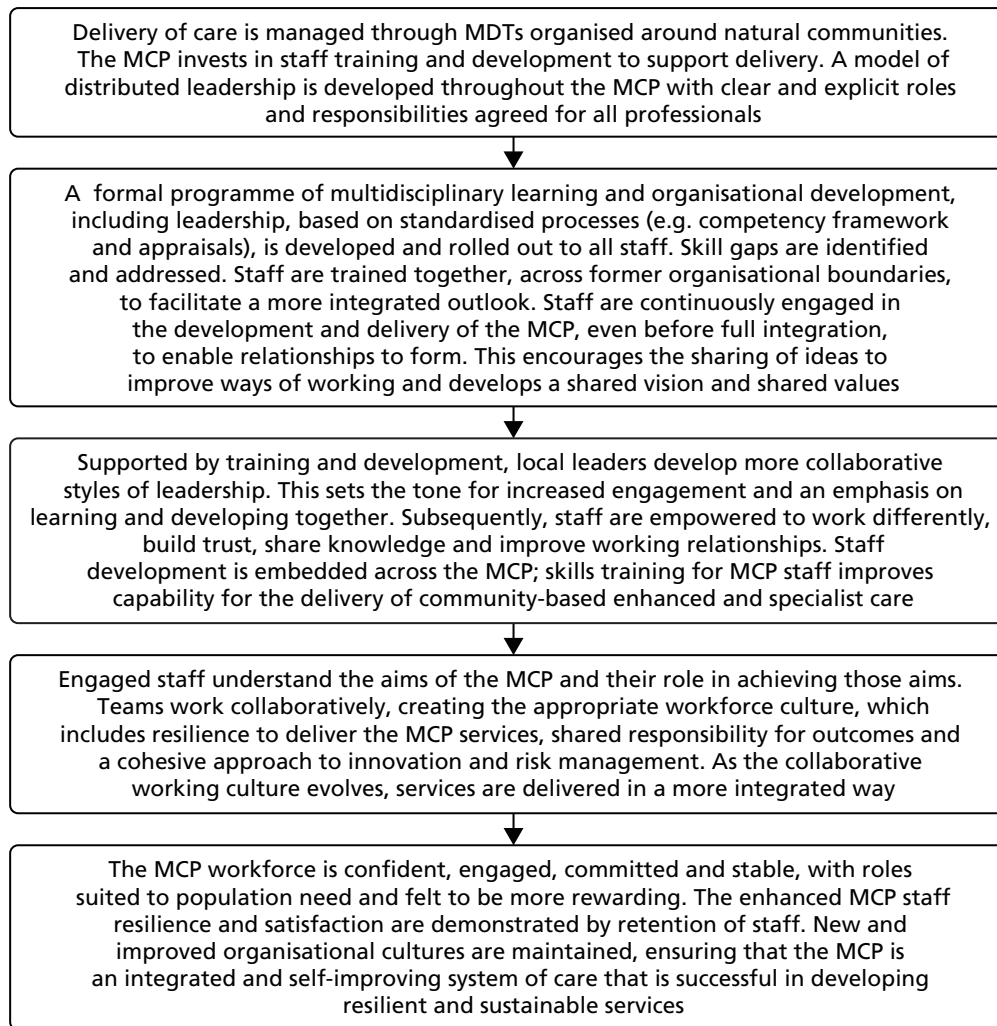 Delivery of care is managed through MDTs organised around natural communities.
The MCP invests in staff training and development to support delivery. A model of
distributed leadership is developed throughout the MCP with clear and explicit roles
and responsibilities agreed for all professionals
A formal programme of multidisciplinary learning and organisational development,
including leadership, based on standardised processes (e.g. competency framework
and appraisals), is developed and rolled out to all staff. Skill gaps are identified
and addressed. Staff are trained together, across former organisational boundaries,
to facilitate a more integrated outlook. Staff are continuously engaged in
the development and delivery of the MCP, even before full integration,
to enable relationships to form. This encourages the sharing of ideas to
improve ways of working and develops a shared vision and shared values
Supported by training and development, local leaders develop more collaborative
styles of leadership. This sets the tone for increased engagement and an emphasis on
learning and developing together. Subsequently, staff are empowered to work differently,
build trust, share knowledge and improve working relationships. Staff
development is embedded across the MCP; skills training for MCP staff improves
capability for the delivery of community-based enhanced and specialist care
Engaged staff understand the aims of the MCP and their role in achieving those aims.
Teams work collaboratively, creating the appropriate workforce culture, which
includes resilience to deliver the MCP services, shared responsibility for outcomes and
a cohesive approach to innovation and risk management. As the collaborative
working culture evolves, services are delivered in a more integrated way
The MCP workforce is confident, engaged, committed and stable, with roles
suited to population need and felt to be more rewarding. The enhanced MCP staff
resilience and satisfaction are demonstrated by retention of staff. New and
improved organisational cultures are maintained, ensuring that the MCP is
an integrated and self-improving system of care that is successful in developing
resilient and sustainable services